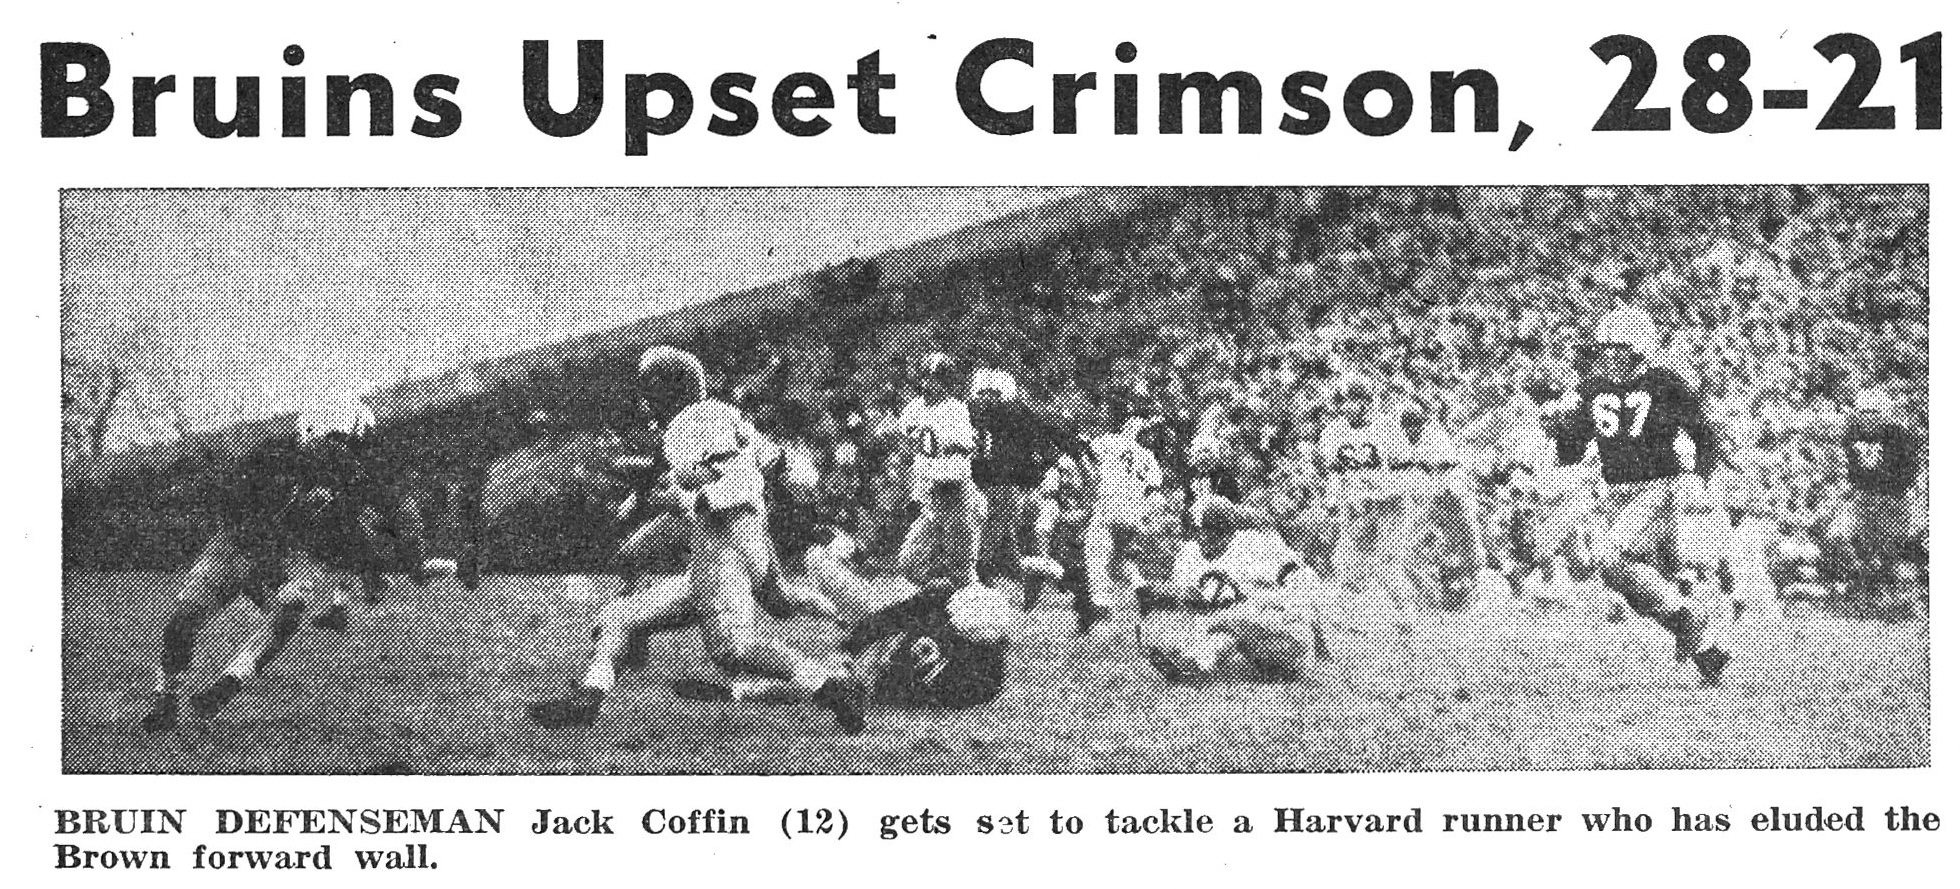 Bruins Upset Crimson, 28-21
67
BRUIN DEFENSEMAN Jack Coffin (12) gets set to tackle a Harvard runner who has eluded the
Brown forward wall.